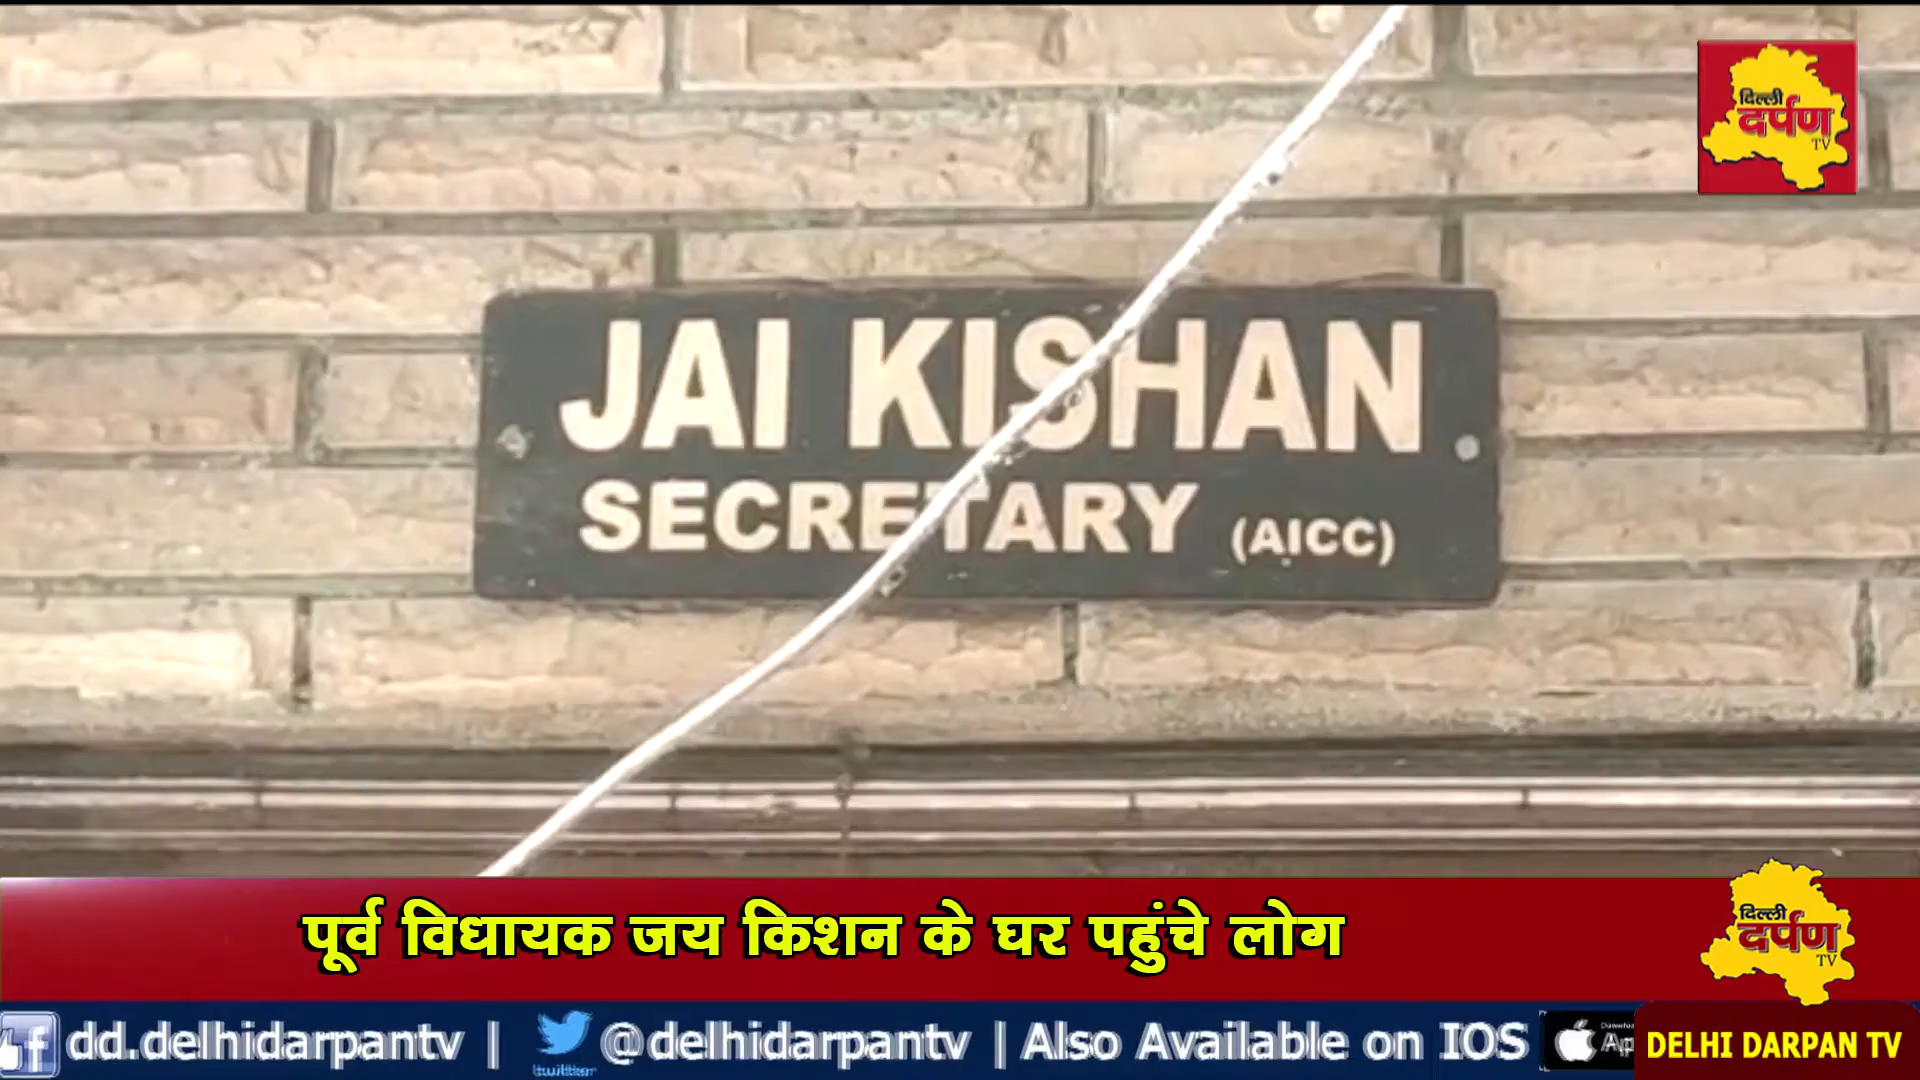 दिल्ली
दर्पण
TV
JAI KISHAN
SECRETARY (AICC)
पूर्व विधायक जय किशन के घर पहुंचे लोग
दिल्ली
दर्पण
TV
dd.delhidarpantv | twitter @delhidarpantv | Also Available on IOS
DELHI DARPAN TV